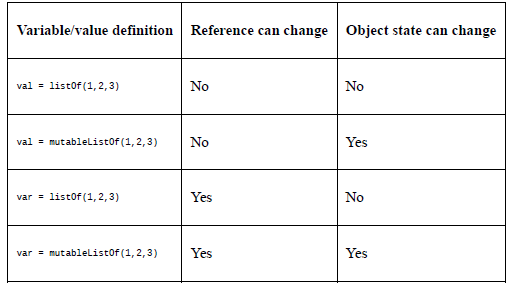 Variable/value definition Reference can change Object state can change
val = listOf(1,2,3) No No
val = mutableListOf(1,2,3) No Yes
var = listOf(1,2,3) Yes No
var = mutableListOf(1,2,3) Yes Yes